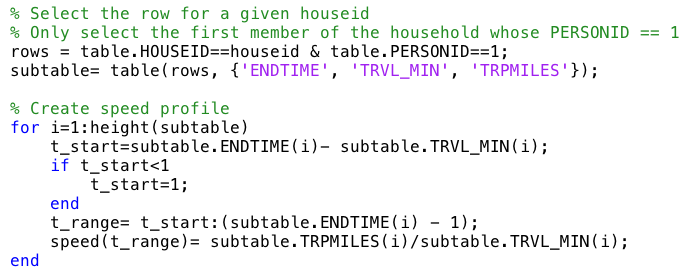 % Select the row for a given houseid
% Only select the first member of the household whose PERSONID == 1
rows = table.HOUSEID==houseid & table.PERSONID==1;
subtable= table(rows, {'ENDTIME', 'TRVL_MIN', 'TRPMILES'});

% Create speed profile
for i=1:height(subtable)
    t_start=subtable.ENDTIME(i)- subtable.TRVL_MIN(i);
    if t_start<1
        t_start=1;
    end
    t_range= t_start:(subtable.ENDTIME(i) - 1);
    speed(t_range)= subtable.TRPMILES(i)/subtable.TRVL_MIN(i);
end